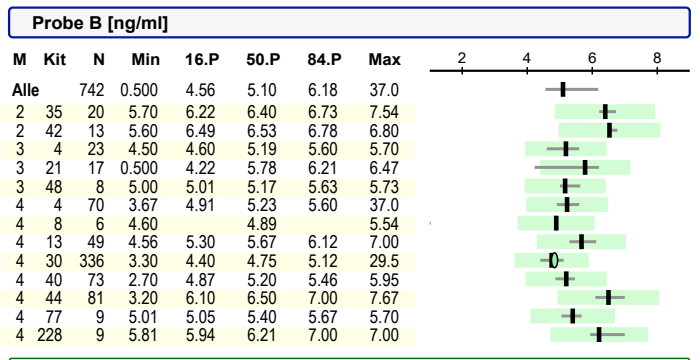 Probe B [ng/ml]
M Kit N Min 16.P 50.P 84.P Max 2 4 6 8
Alle 742 0.500 4.56 5.10 6.18 37.0
2 35 20 5.70 6.22 6.40 6.73 7.54
2 42 13 5.60 6.49 6.53 6.78 6.80
3 4 23 4.50 4.60 5.19 5.60 5.70
3 21 17 0.500 4.22 5.78 6.21 6.47
3 48 8 5.00 5.01 5.17 5.63 5.73
4 4 70 3.67 4.91 5.23 5.60 37.0
4 8 6 4.60 4.89 5.54
4 13 49 4.56 5.30 5.67 6.12 7.00
4 30 336 3.30 4.40 4.75 5.12 29.5
4 40 73 2.70 4.87 5.20 5.46 5.95
4 44 81 3.20 6.10 6.50 7.00 7.67
4 77 9 5.01 5.05 5.40 5.67 5.70
4 228 9 5.81 5.94 6.21 7.00 7.00